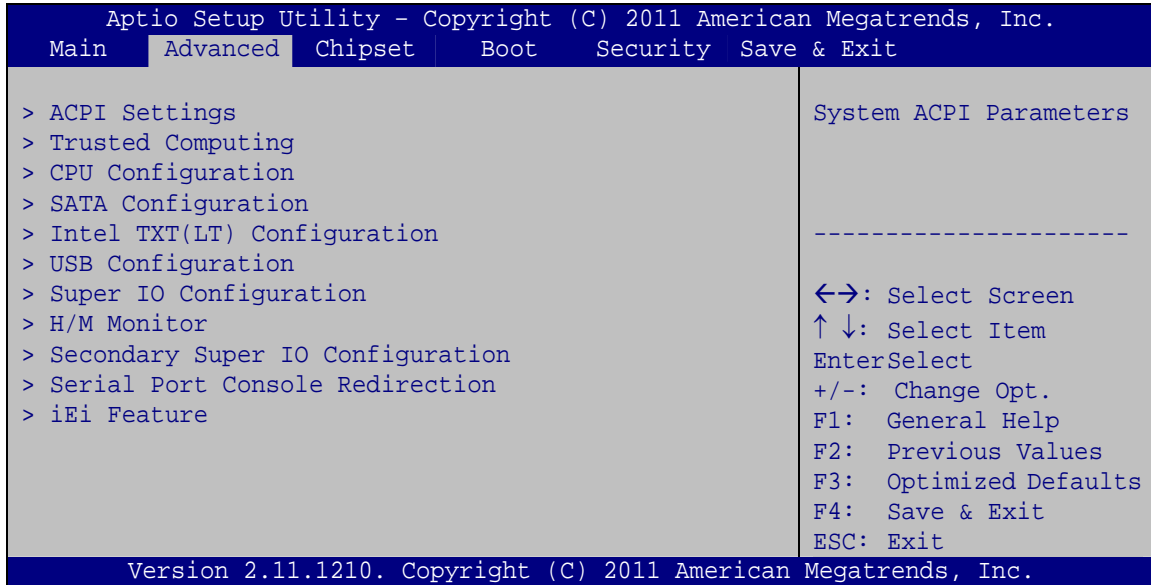 Aptio Setup Utility – Copyright (C) 2011 American Megatrends, Inc.
Main Advanced Chipset Boot Security Save & Exit
> ACPI Settings
> Trusted Computing
> CPU Configuration
> SATA Configuration
> Intel TXT(LT) Configuration
> USB Configuration
> Super IO Configuration
> H/M Monitor
> Secondary Super IO Configuration
> Serial Port Console Redirection
> iEi Feature
System ACPI Parameters
----------------------
←→: Select Screen
↑ ↓: Select Item
EnterSelect
+/-: Change Opt.
F1: General Help
F2: Previous Values
F3: Optimized Defaults
F4: Save & Exit
ESC: Exit
Version 2.11.1210. Copyright (C) 2011 American Megatrends, Inc.